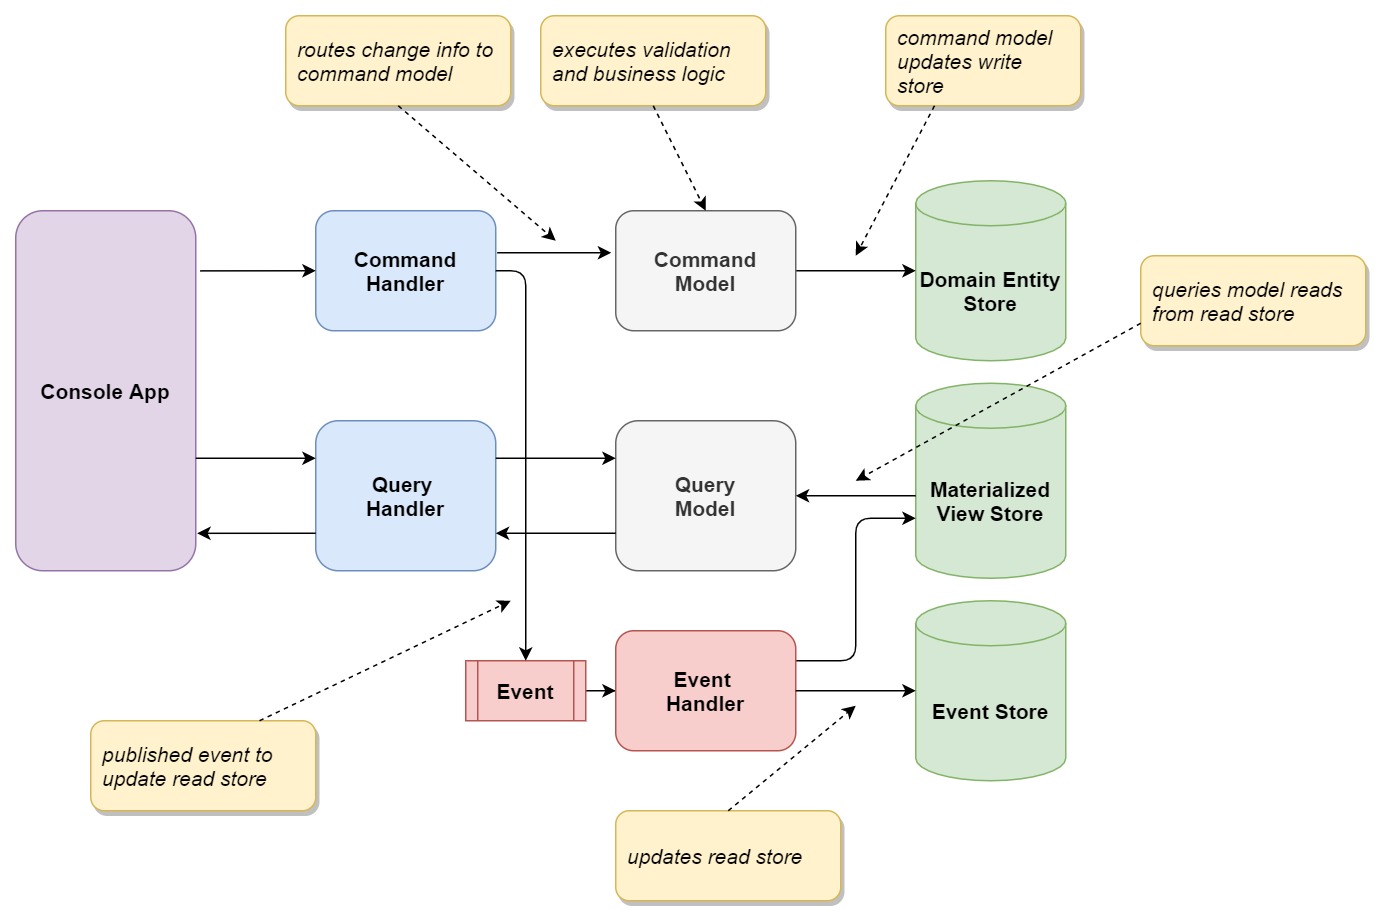 routes change info to
command model
executes validation
and business logic
command model
updates write
store
Command
Handler
Command
Model
Domain Entity
Store
queries model reads
from read store
Console App
Query
Handler
Query
Model
Materialized
View Store
Event
Event
Handler
Event Store
published event to
update read store
updates read store